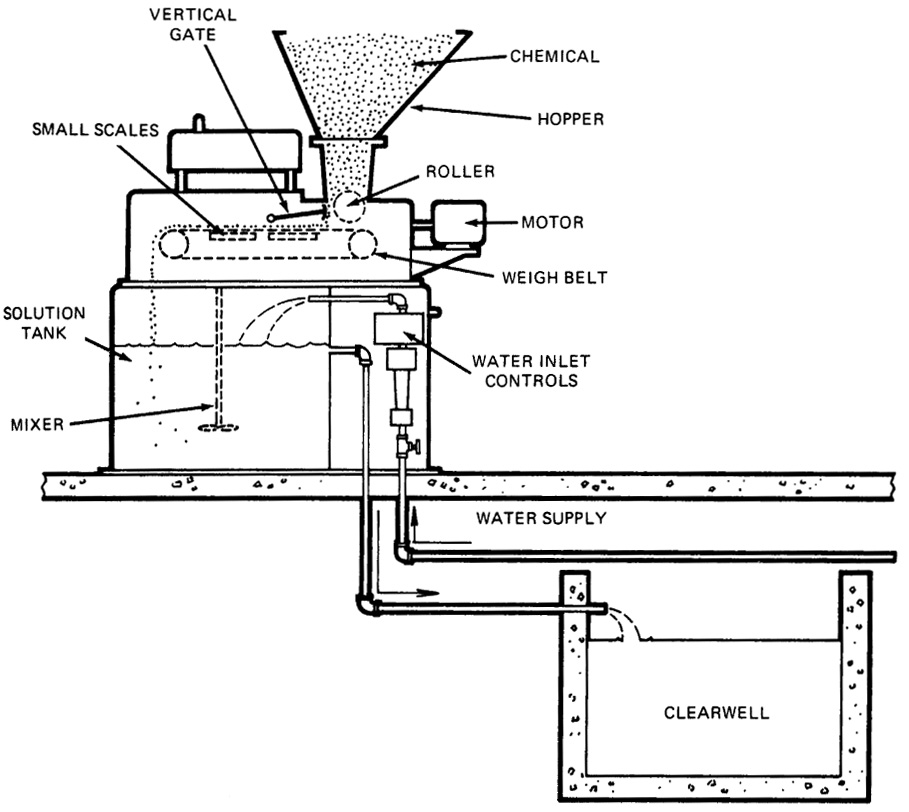 VERTICAL
GATE
CHEMICAL
HOPPER
SMALL SCALES
ROLLER
MOTOR
WEIGH BELT
SOLUTION
TANK
WATER INLET
CONTROLS
MIXER
WATER SUPPLY
CLEARWELL